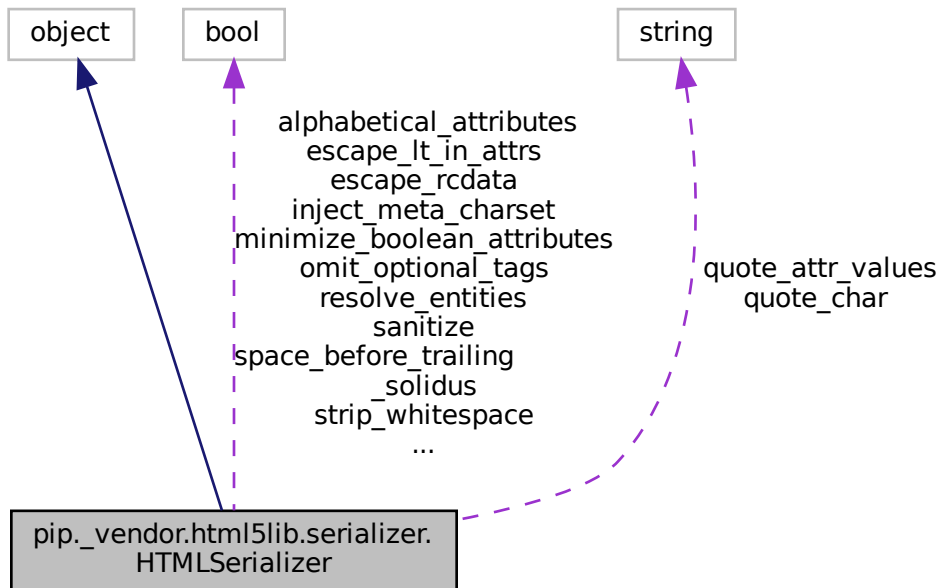 object
bool
string
alphabetical_attributes
escape_lt_in_attrs
escape_rcdata
inject_meta_charset
minimize_boolean_attributes
omit_optional_tags
resolve_entities
sanitize
space_before_trailing
_solidus
strip_whitespace
...
quote_attr_values
quote_char
pip._vendor.html5lib.serializer.
HTMLSerializer